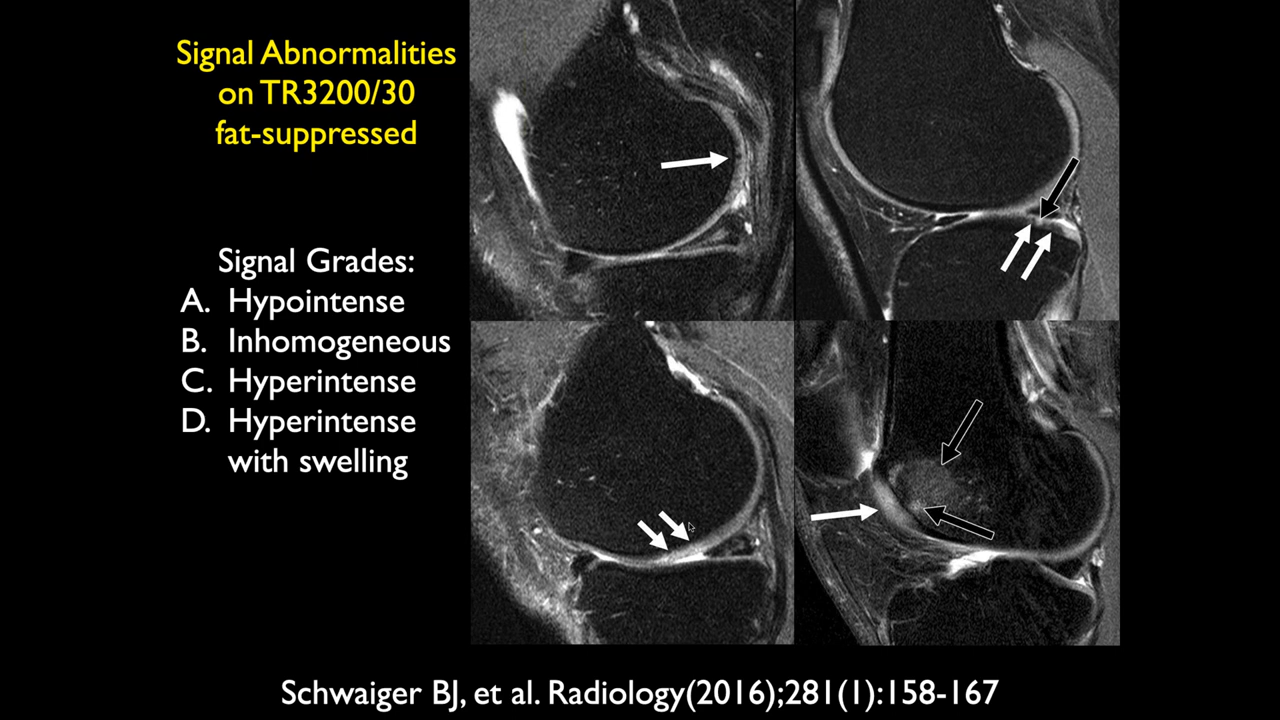 Signal Abnormalities
on TR3200/30
fat-suppressed
Signal Grades:
A. Hypointense
B. Inhomogeneous
C. Hyperintense
D. Hyperintense
with swelling
Schwaiger BJ, et al. Radiology(2016);281(1):158-167